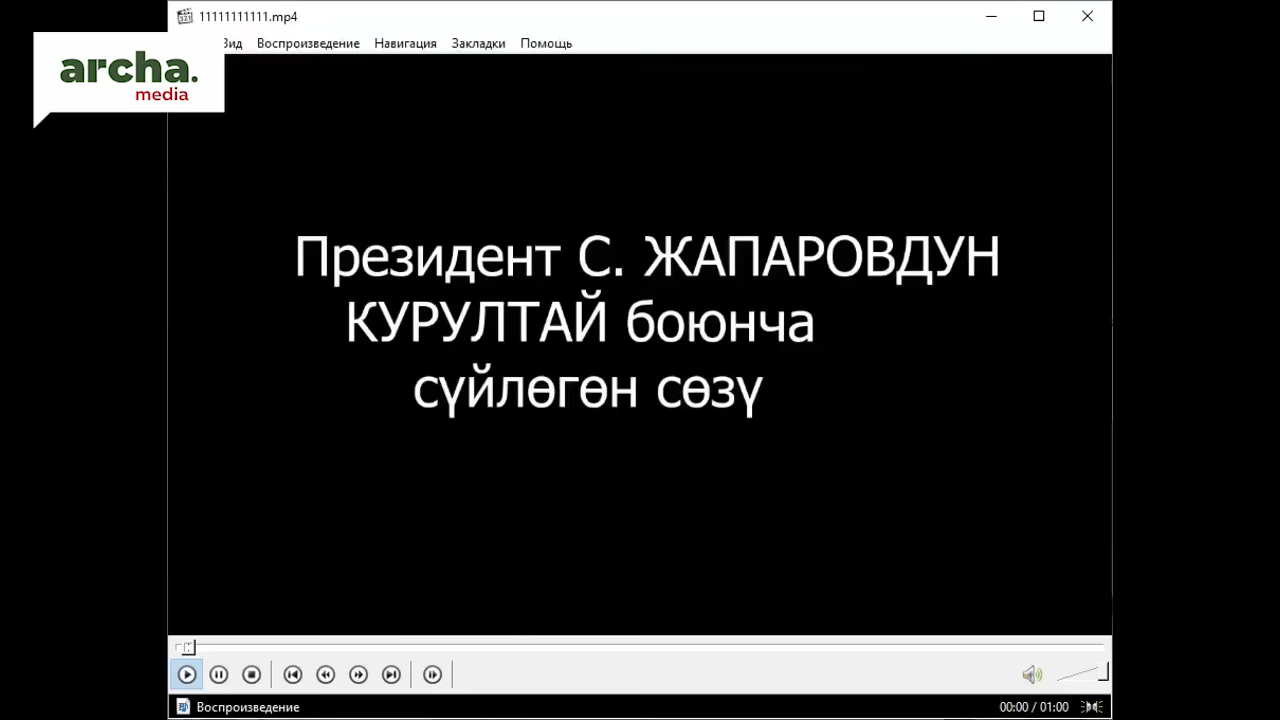 11111111111.mp4
archa.
media
Вид Воспроизведение Навигация Закладки Помощь
Президент С. ЖАПАРОВДУН
КУРУЛТАЙ боюнча
сүйлөгөн сөзү
Воспроизведение
00:00 / 01:00